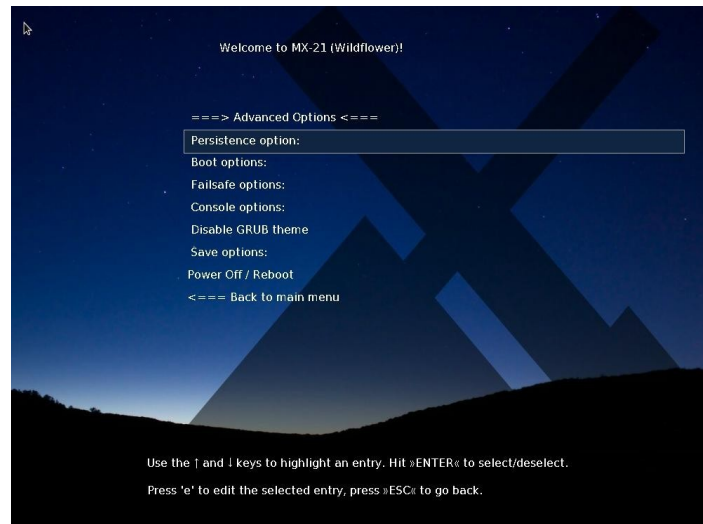 Welcome to MX-21 (Wildflower)!
===> Advanced Options <===
Persistence option:
Boot options:
Failsafe options:
Console options:
Disable GRUB theme
Save options:
Power Off / Reboot
<=== Back to main menu
Use the ↑ and ↓ keys to highlight an entry. Hit »ENTER« to select/deselect.
Press 'e' to edit the selected entry, press »ESC« to go back.